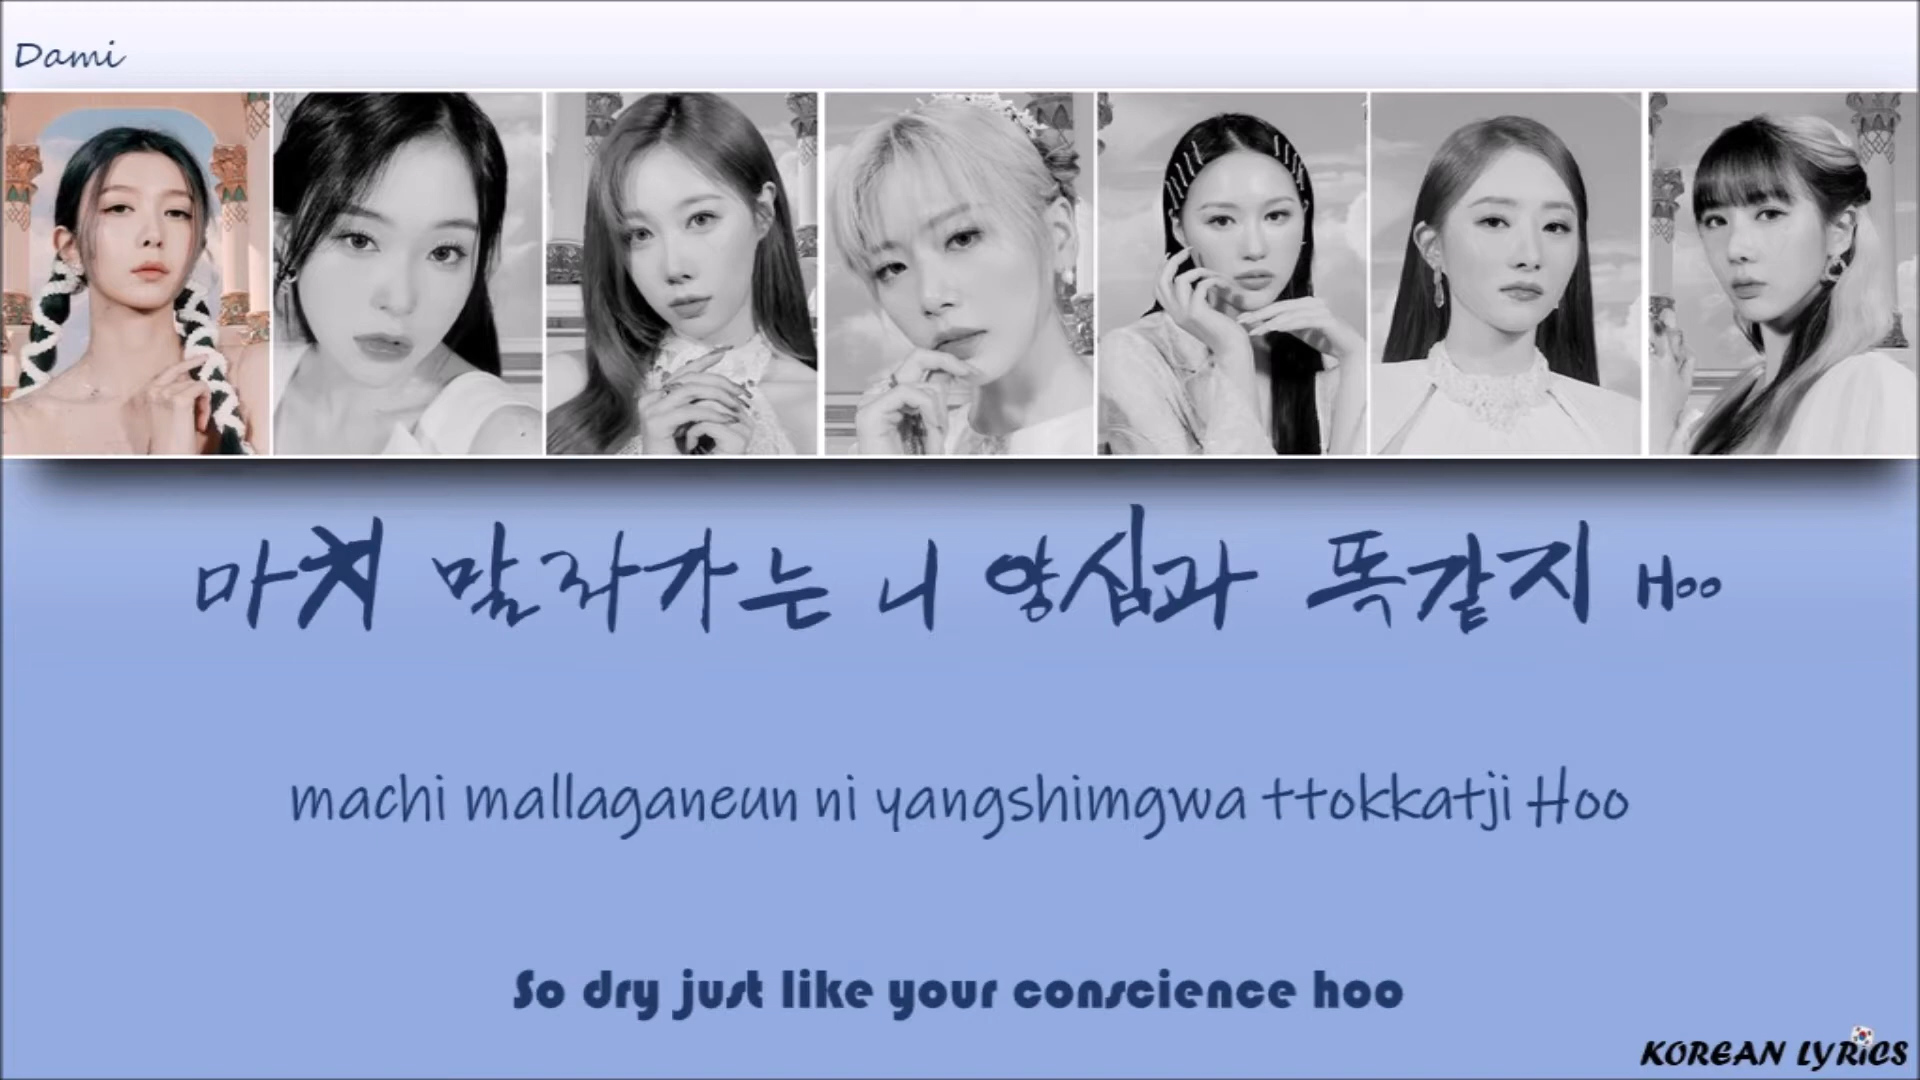 Dami
마치 말라가는 니 양심과 똑같지 Hoo
machi mallaganeun ni yangshimgwa ttokkatji Hoo
So dry just like your conscience hoo
KOREAN LYRICS